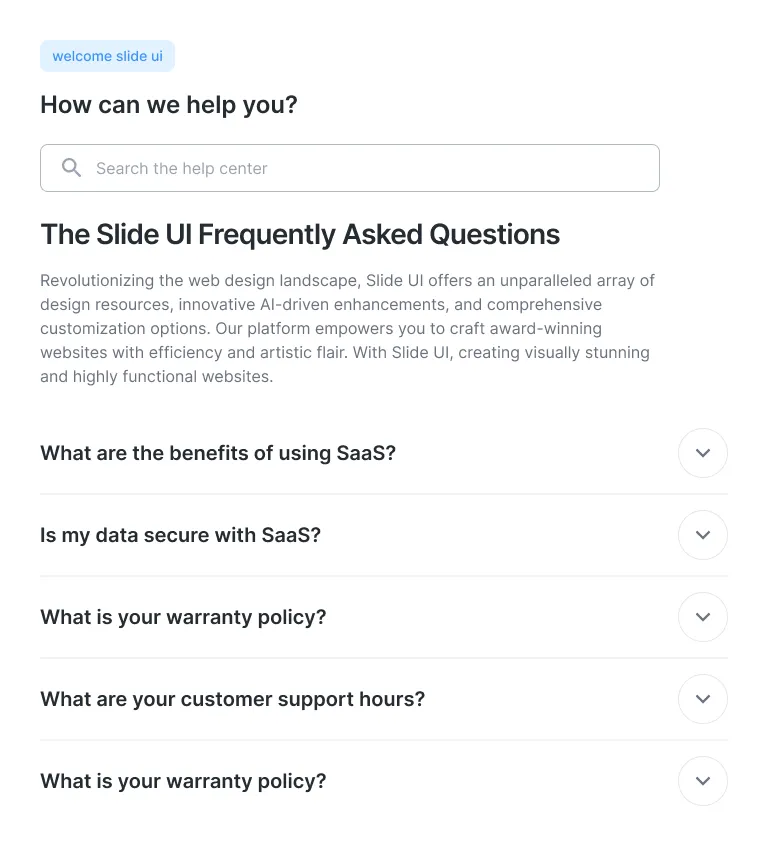 welcome slide ui
How can we help you?
Search the help center
The Slide UI Frequently Asked Questions
Revolutionizing the web design landscape, Slide UI offers an unparalleled array of
design resources, innovative AI-driven enhancements, and comprehensive
customization options. Our platform empowers you to craft award-winning
websites with efficiency and artistic flair. With Slide UI, creating visually stunning
and highly functional websites.
What are the benefits of using SaaS?
Is my data secure with SaaS?
What is your warranty policy?
What are your customer support hours?
What is your warranty policy?